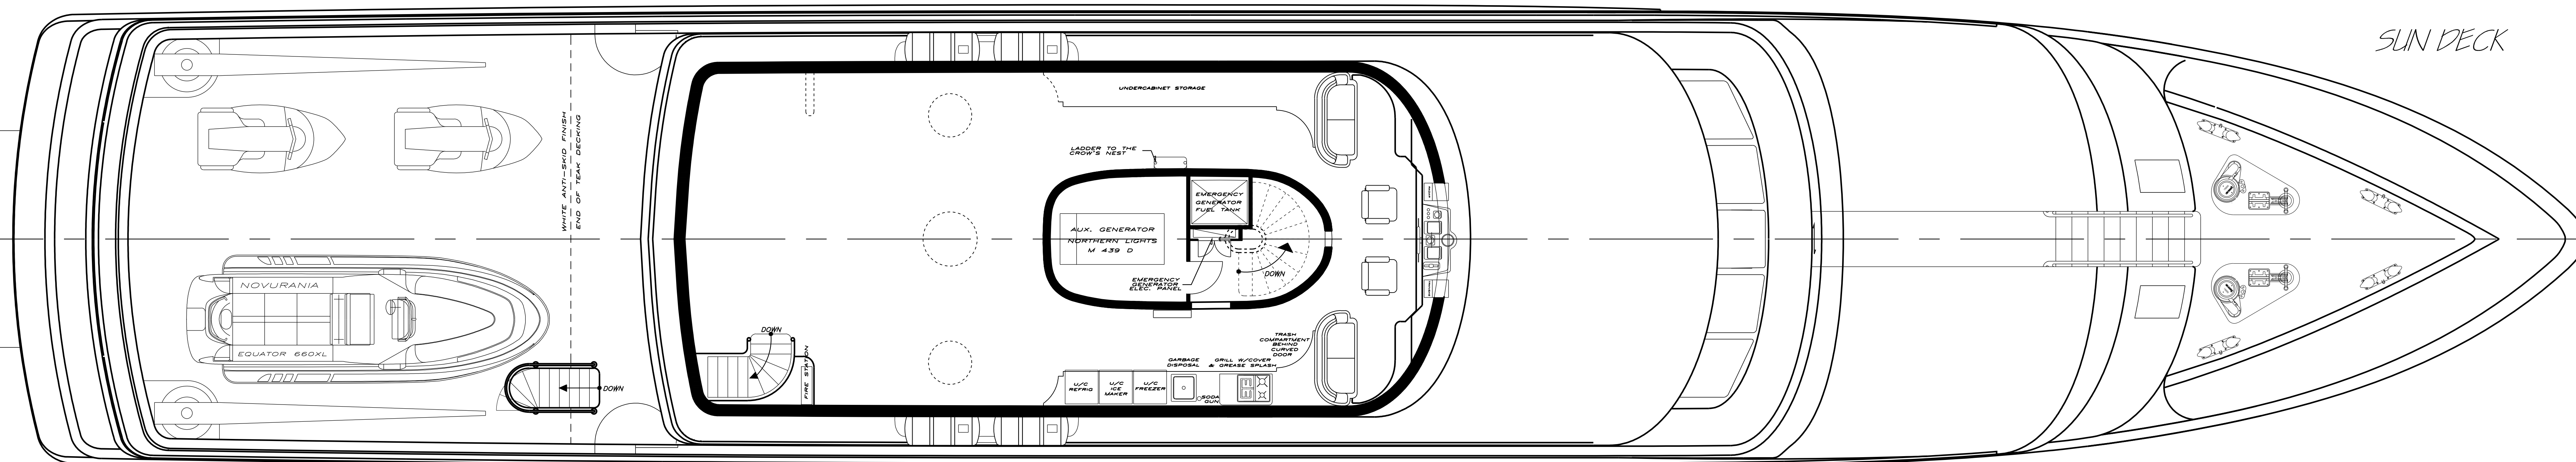 SUN DECK
WHITE ANTI-SKID FINISH
END OF TEAK DECKING
UNDERCABINET STORAGE
LADDER TO THE
CROW'S NEST
EMERGENCY
GENERATOR
FUEL TANK
AUX. GENERATOR
NORTHERN LIGHTS
M 439 D
EMERGENCY
GENERATOR
ELEC. PANEL
DOWN
NOVURANIA
EQUATOR 660XL
DOWN
DOWN
FIRE STATION
TRASH
COMPARTMENT
BEHIND
CURVED
DOOR
GARBAGE
DISPOSAL
GRILL W/COVER
& GREASE SPLASH
U/C
REFRIG
U/C
ICE
MAKER
U/C
FREEZER
SODA
GUN